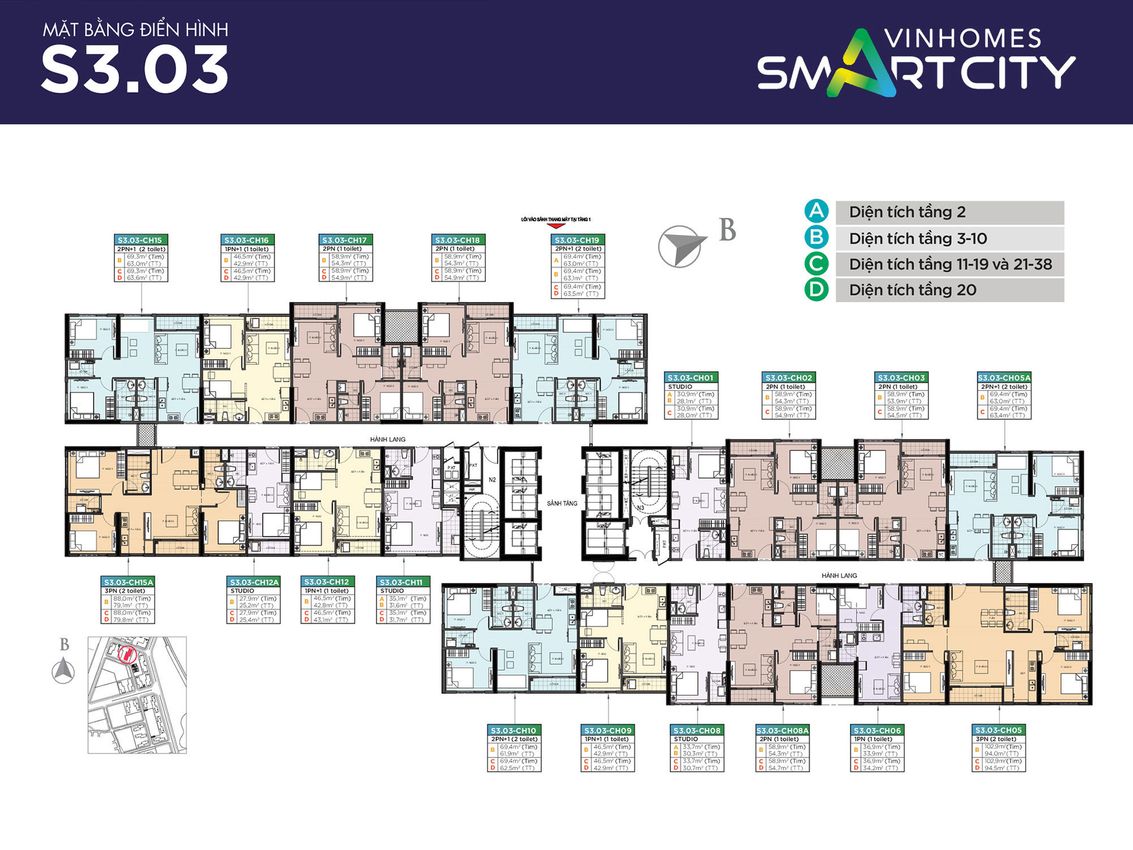 MẶT BẰNG ĐIỂN HÌNH
S3.03
VINHOMES
SMARTCITY
A Diện tích tầng 2
B Diện tích tầng 3-10
C Diện tích tầng 11-19 và 21-38
D Diện tích tầng 20
B
LỐI VÀO SẢNH THANG MÁY TẠI TẦNG 1
S3.03-CH15
2PN+1 (2 toilet)
B 69,3m² (Tim)
63,0m² (TT)
C 69,3m² (Tim)
D 63,6m² (TT)
S3.03-CH16
1PN+1 (1 toilet)
B 46,5m² (Tim)
42,9m² (TT)
C 46,5m² (Tim)
D 42,9m² (TT)
S3.03-CH17
2PN (1 toilet)
B 58,9m² (Tim)
54,3m² (TT)
C 58,9m² (Tim)
D 54,9m² (TT)
S3.03-CH18
2PN (1 toilet)
B 58,9m² (Tim)
54,3m² (TT)
C 58,9m² (Tim)
D 54,9m² (TT)
S3.03-CH19
2PN+1 (2 toilet)
A 69,4m² (Tim)
63,0m² (TT)
B 69,4m² (Tim)
63,1m² (TT)
C 69,4m² (Tim)
D 63,5m² (TT)
S3.03-CH01
STUDIO
A 30,9m² (Tim)
B 28,1m² (TT)
C 30,9m² (Tim)
D 28,0m² (TT)
S3.03-CH02
2PN (1 toilet)
B 58,9m² (Tim)
54,3m² (TT)
C 58,9m² (Tim)
D 54,9m² (TT)
S3.03-CH03
2PN (1 toilet)
B 58,9m² (Tim)
53,9m² (TT)
C 58,9m² (Tim)
D 54,5m² (TT)
S3.03-CH05A
2PN+1 (2 toilet)
B 69,4m² (Tim)
63,0m² (TT)
C 69,4m² (Tim)
D 63,4m² (TT)
HÀNH LANG
N2
SẢNH TẦNG
N3
HÀNH LANG
S3.03-CH15A
3PN (2 toilet)
B 88,0m² (Tim)
79,1m² (TT)
C 88,0m² (Tim)
D 79,8m² (TT)
S3.03-CH12A
STUDIO
B 27,9m² (Tim)
25,2m² (TT)
C 27,9m² (Tim)
D 25,4m² (TT)
S3.03-CH12
1PN+1 (1 toilet)
B 46,5m² (Tim)
42,8m² (TT)
C 46,5m² (Tim)
D 43,1m² (TT)
S3.03-CH11
STUDIO
A 35,1m² (Tim)
B 31,6m² (TT)
C 35,1m² (Tim)
D 31,7m² (TT)
B
S3.03-CH10
2PN+1 (2 toilet)
B 69,4m² (Tim)
61,9m² (TT)
C 69,4m² (Tim)
D 62,5m² (TT)
S3.03-CH09
1PN+1 (1 toilet)
B 46,5m² (Tim)
42,9m² (TT)
C 46,5m² (Tim)
D 42,9m² (TT)
S3.03-CH08
STUDIO
A 33,7m² (Tim)
B 30,3m² (TT)
C 33,7m² (Tim)
D 30,7m² (TT)
S3.03-CH08A
2PN (1 toilet)
B 58,9m² (Tim)
54,3m² (TT)
C 58,9m² (Tim)
D 54,7m² (TT)
S3.03-CH06
1PN (1 toilet)
B 36,9m² (Tim)
33,9m² (TT)
C 36,9m² (Tim)
D 34,2m² (TT)
S3.03-CH05
3PN (2 toilet)
B 102,9m² (Tim)
94,0m² (TT)
C 102,9m² (Tim)
D 94,5m² (TT)